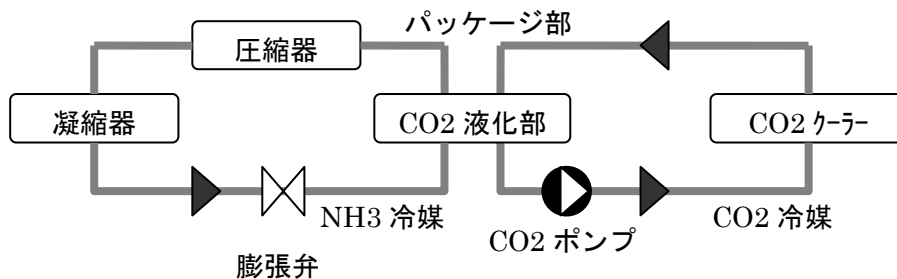 パッケージ部
圧縮器
凝縮器
CO2 液化部
CO2 ｸｰﾗｰ
NH3 冷媒
CO2 ポンプ
CO2 冷媒
膨張弁